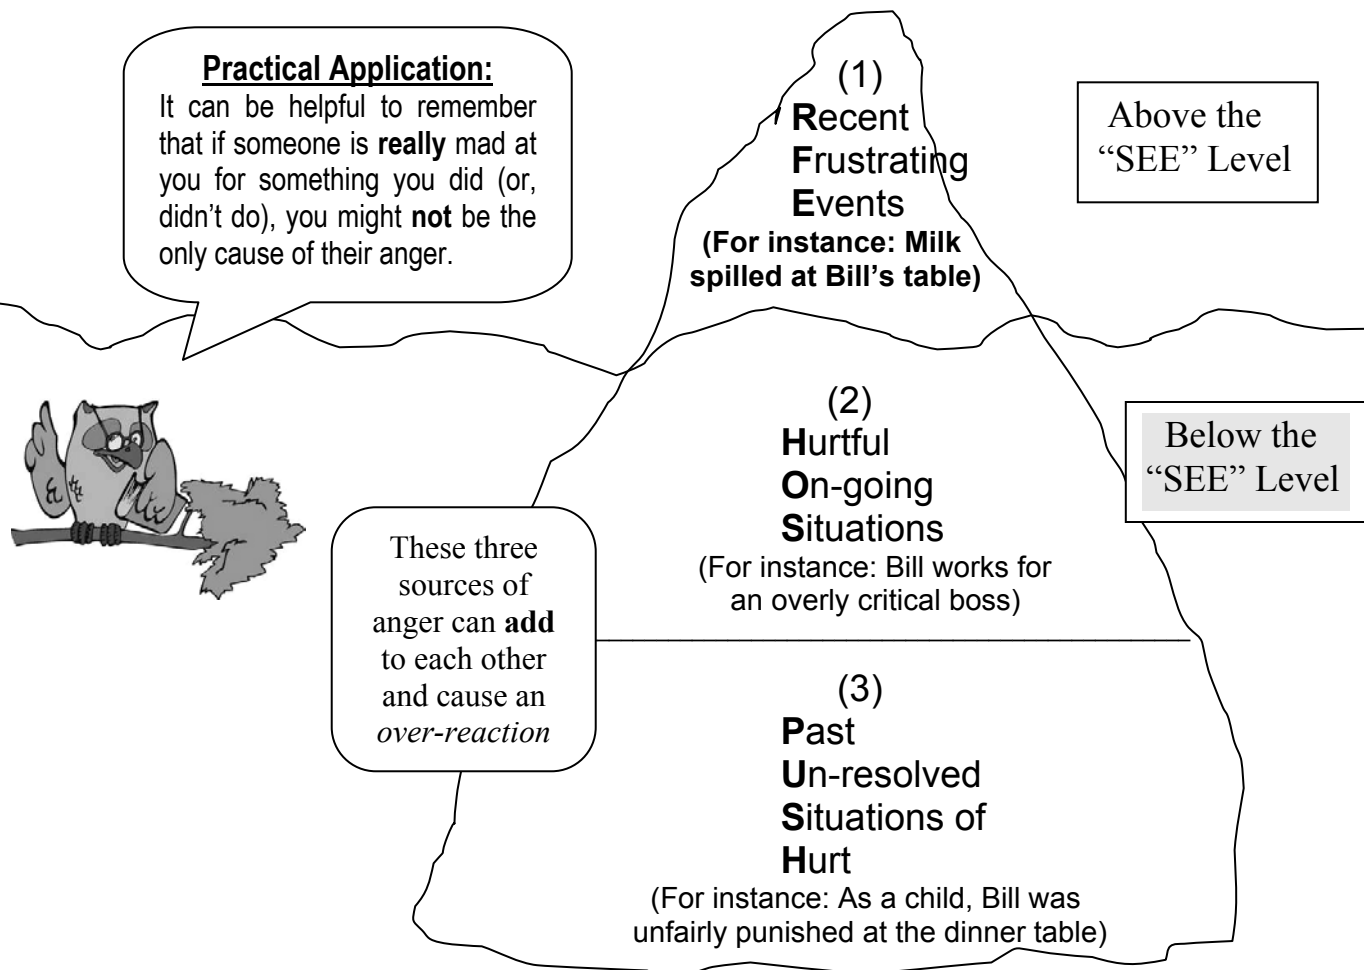 Practical Application:
It can be helpful to remember
that if someone is really mad at
you for something you did (or,
didn't do), you might not be the
only cause of their anger.
(1)
Recent
Frustrating
Events
(For instance: Milk
spilled at Bill's table)
Above the
“SEE” Level
(2)
Hurtful
On-going
Situations
(For instance: Bill works for
an overly critical boss)
Below the
“SEE” Level
These three
sources of
anger can add
to each other
and cause an
over-reaction
(3)
Past
Un-resolved
Situations of
Hurt
(For instance: As a child, Bill was
unfairly punished at the dinner table)